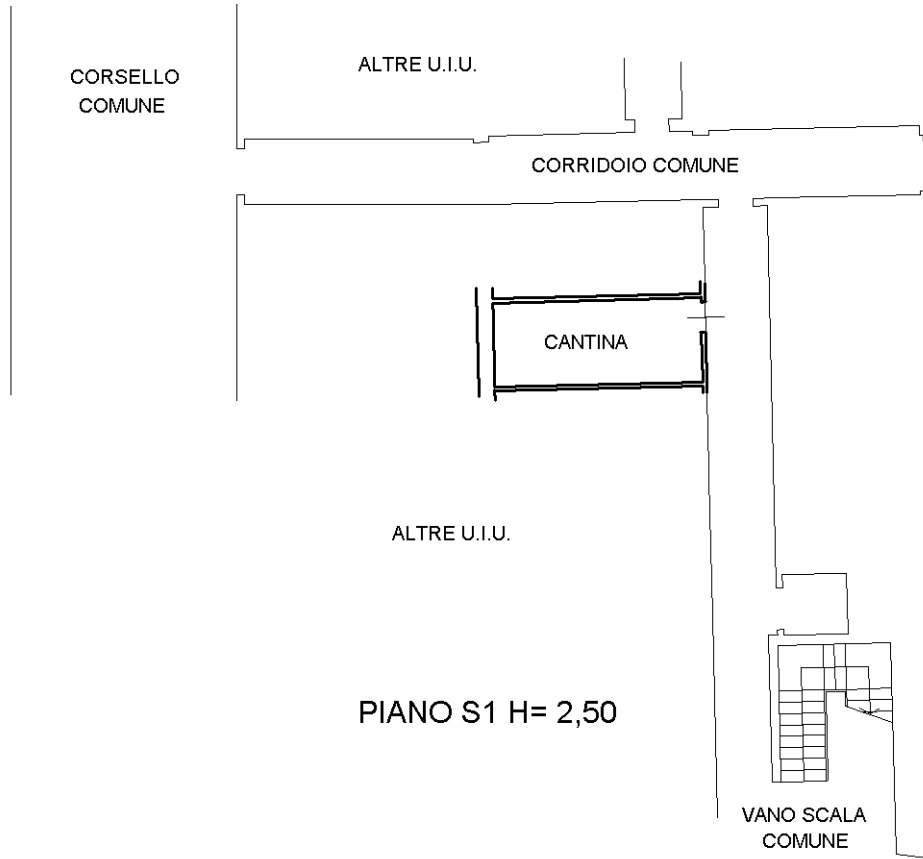 CORSELLO
COMUNE
ALTRE U.I.U.
CORRIDOIO COMUNE
CANTINA
ALTRE U.I.U.
PIANO S1 H= 2,50
VANO SCALA
COMUNE